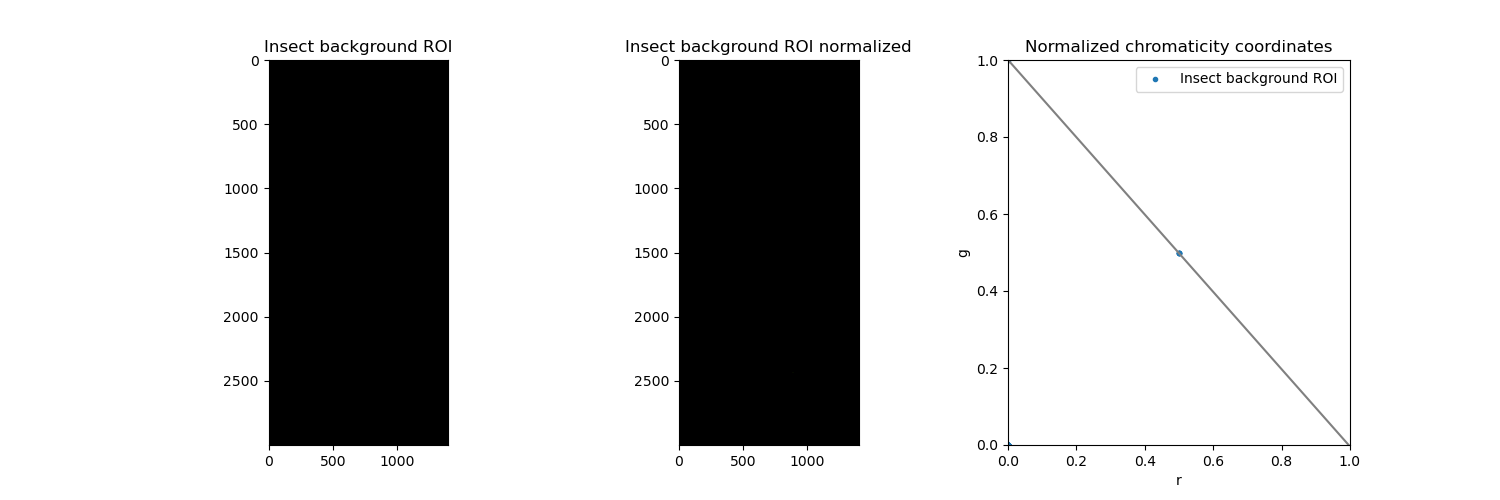 Insect background ROI
0
500
1000
1500
2000
2500
0 500 1000
Insect background ROI normalized
0
500
1000
1500
2000
2500
0 500 1000
Normalized chromaticity coordinates
Insect background ROI
1.0
0.8
0.6
0.4
0.2
0.0
g
0.0 0.2 0.4 0.6 0.8 1.0
r